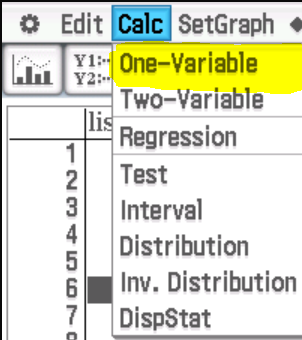 Edit Calc SetGraph
Y1:
Y2:
One-Variable
Two-Variable
lis
Regression
1
Test
2
Interval
3
Distribution
4
Inv. Distribution
5
DispStat
6
7